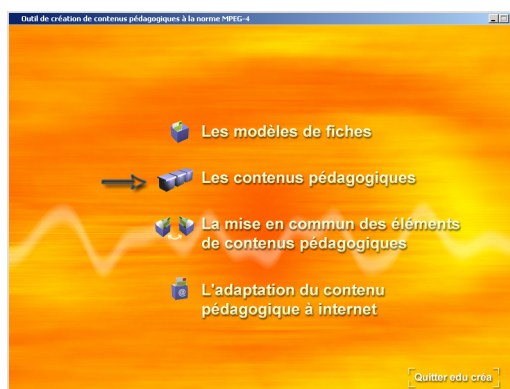 Outil de création de contenus pédagogiques à la norme MPEG-4
Les modèles de fiches
Les contenus pédagogiques
La mise en commun des éléments
de contenus pédagogiques
L'adaptation du contenu
pédagogique à internet
Quitter edu créa